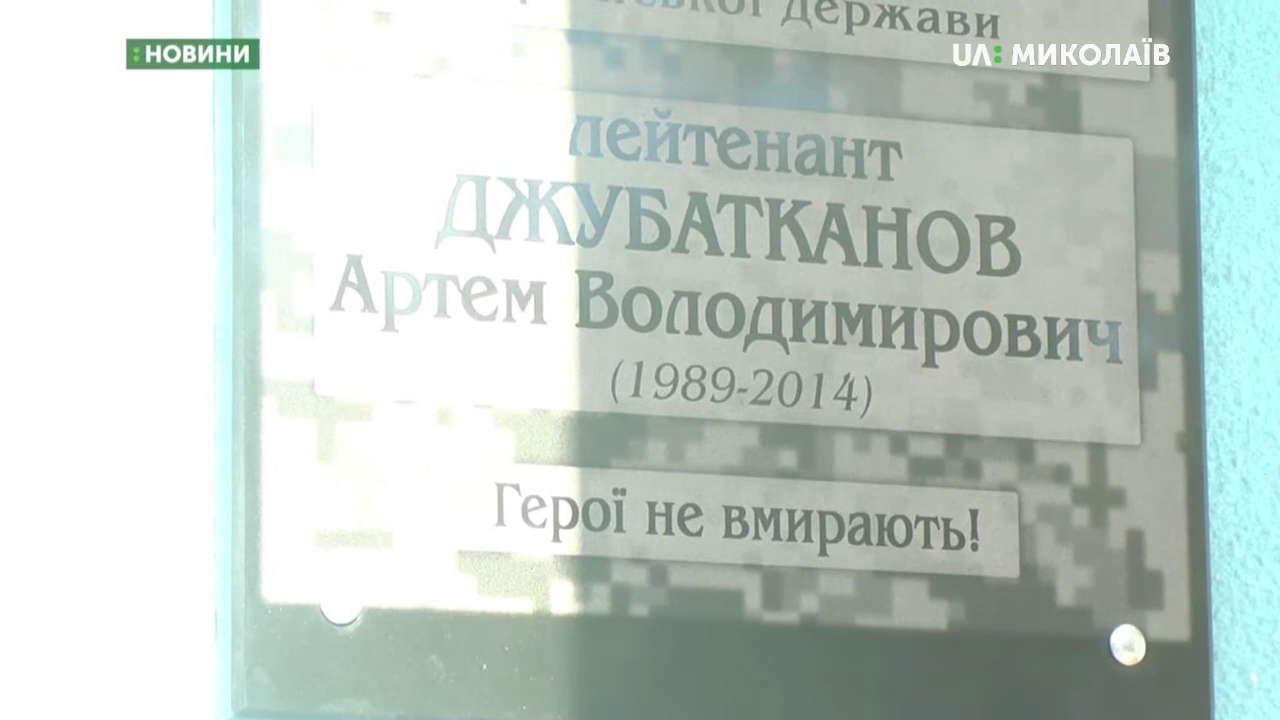 :НОВИНИ
UA: МИКОЛАЇВ
держави
лейтенант
ДЖУБАТКАНОВ
Артем Володимирович
(1989-2014)
Герої не вмирають!